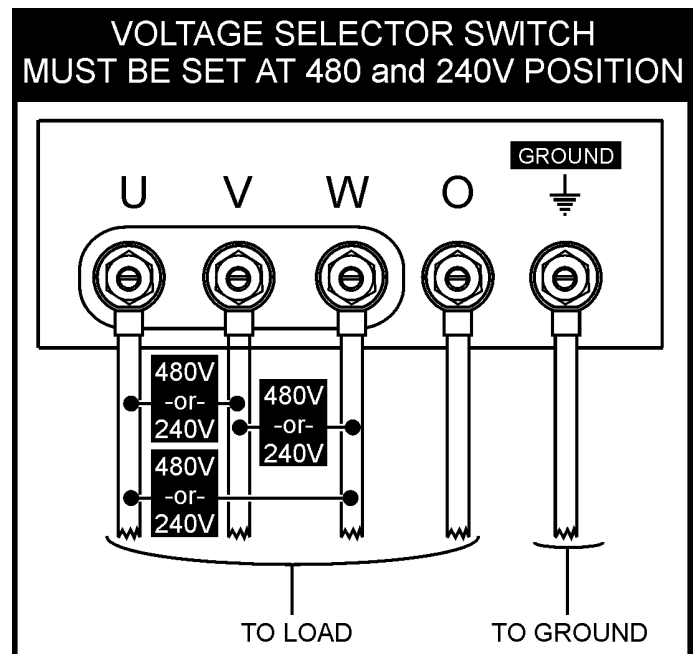 VOLTAGE SELECTOR SWITCH
MUST BE SET AT 480 and 240V POSITION
GROUND
U V W O
480V
-or-
240V
480V
-or-
240V
480V
-or-
240V
TO LOAD
TO GROUND